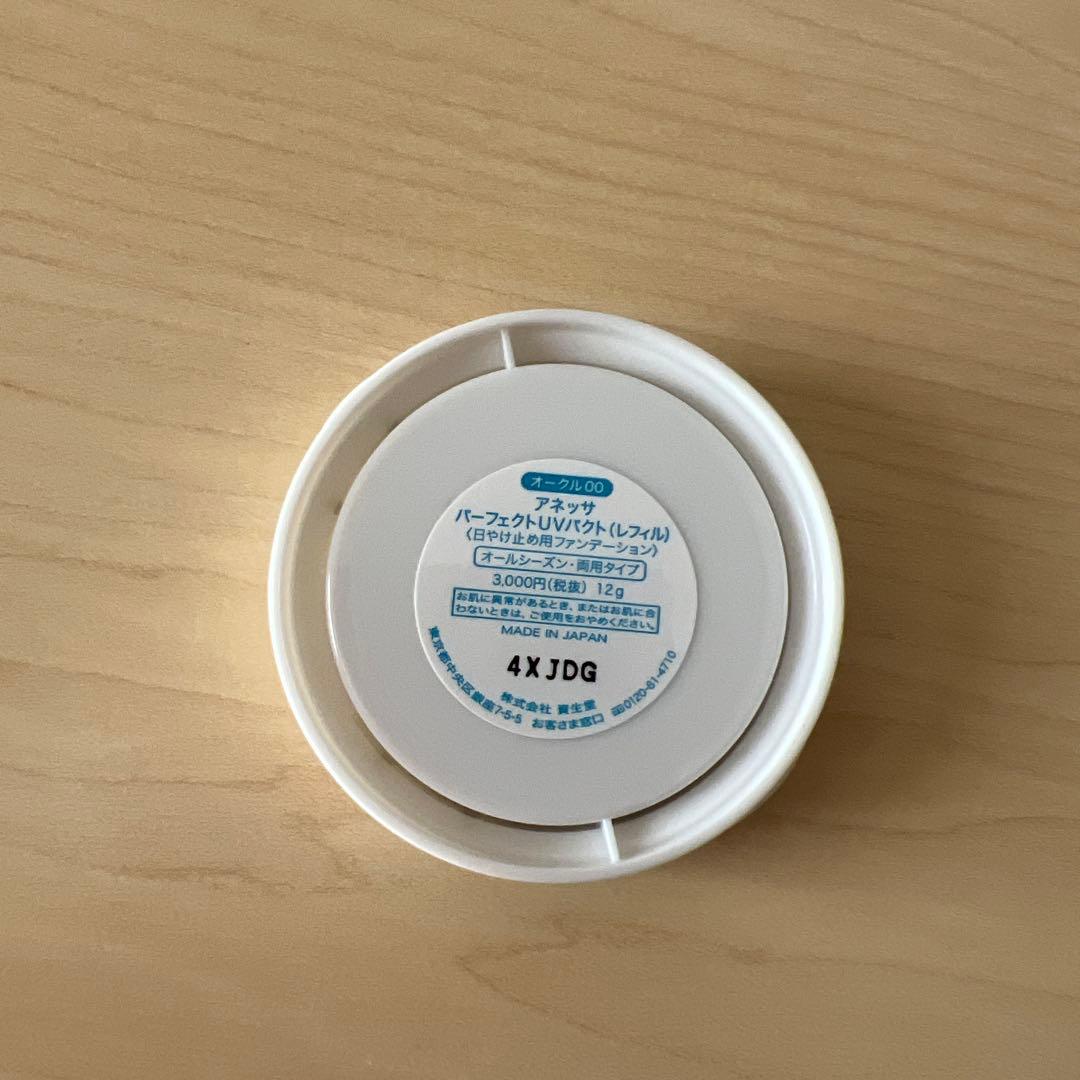 オークル00
アネッサ
パーフェクトUVパクト(レフィル)
〈日やけ止め用ファンデーション〉
オールシーズン・両用タイプ
3,000円(税抜) 12g
お肌に異常があるとき、またはお肌に合
わないときは、ご使用をおやめください。
MADE IN JAPAN
4XJDG
株式会社 資生堂
東京都中央区銀座7-5-5 お客さま窓口 0120-81-4710